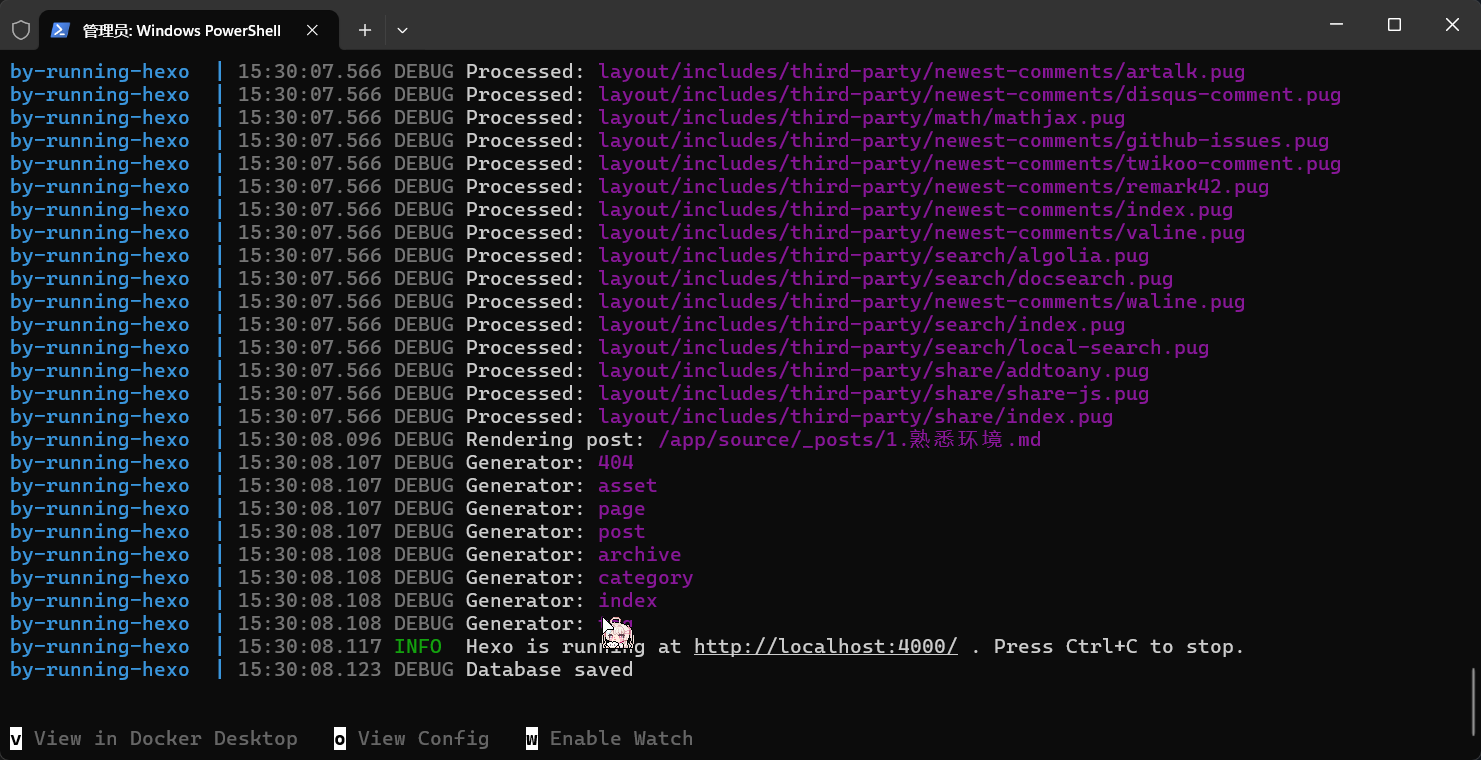 管理员: Windows PowerShell
by-running-hexo | 15:30:07.566 DEBUG Processed: layout/includes/third-party/newest-comments/artalk.pug
by-running-hexo | 15:30:07.566 DEBUG Processed: layout/includes/third-party/newest-comments/disqus-comment.pug
by-running-hexo | 15:30:07.566 DEBUG Processed: layout/includes/third-party/math/mathjax.pug
by-running-hexo | 15:30:07.566 DEBUG Processed: layout/includes/third-party/newest-comments/github-issues.pug
by-running-hexo | 15:30:07.566 DEBUG Processed: layout/includes/third-party/newest-comments/twikoo-comment.pug
by-running-hexo | 15:30:07.566 DEBUG Processed: layout/includes/third-party/newest-comments/remark42.pug
by-running-hexo | 15:30:07.566 DEBUG Processed: layout/includes/third-party/newest-comments/index.pug
by-running-hexo | 15:30:07.566 DEBUG Processed: layout/includes/third-party/newest-comments/valine.pug
by-running-hexo | 15:30:07.566 DEBUG Processed: layout/includes/third-party/search/algolia.pug
by-running-hexo | 15:30:07.566 DEBUG Processed: layout/includes/third-party/search/docsearch.pug
by-running-hexo | 15:30:07.566 DEBUG Processed: layout/includes/third-party/newest-comments/waline.pug
by-running-hexo | 15:30:07.566 DEBUG Processed: layout/includes/third-party/search/index.pug
by-running-hexo | 15:30:07.566 DEBUG Processed: layout/includes/third-party/search/local-search.pug
by-running-hexo | 15:30:07.566 DEBUG Processed: layout/includes/third-party/share/addtoany.pug
by-running-hexo | 15:30:07.566 DEBUG Processed: layout/includes/third-party/share/share-js.pug
by-running-hexo | 15:30:07.566 DEBUG Processed: layout/includes/third-party/share/index.pug
by-running-hexo | 15:30:08.096 DEBUG Rendering post: /app/source/_posts/1.熟悉环境.md
by-running-hexo | 15:30:08.107 DEBUG Generator: 404
by-running-hexo | 15:30:08.107 DEBUG Generator: asset
by-running-hexo | 15:30:08.107 DEBUG Generator: page
by-running-hexo | 15:30:08.107 DEBUG Generator: post
by-running-hexo | 15:30:08.108 DEBUG Generator: archive
by-running-hexo | 15:30:08.108 DEBUG Generator: category
by-running-hexo | 15:30:08.108 DEBUG Generator: index
by-running-hexo | 15:30:08.108 DEBUG Generator:
by-running-hexo | 15:30:08.117 INFO Hexo is running at http://localhost:4000/ . Press Ctrl+C to stop.
by-running-hexo | 15:30:08.123 DEBUG Database saved
v View in Docker Desktop o View Config w Enable Watch